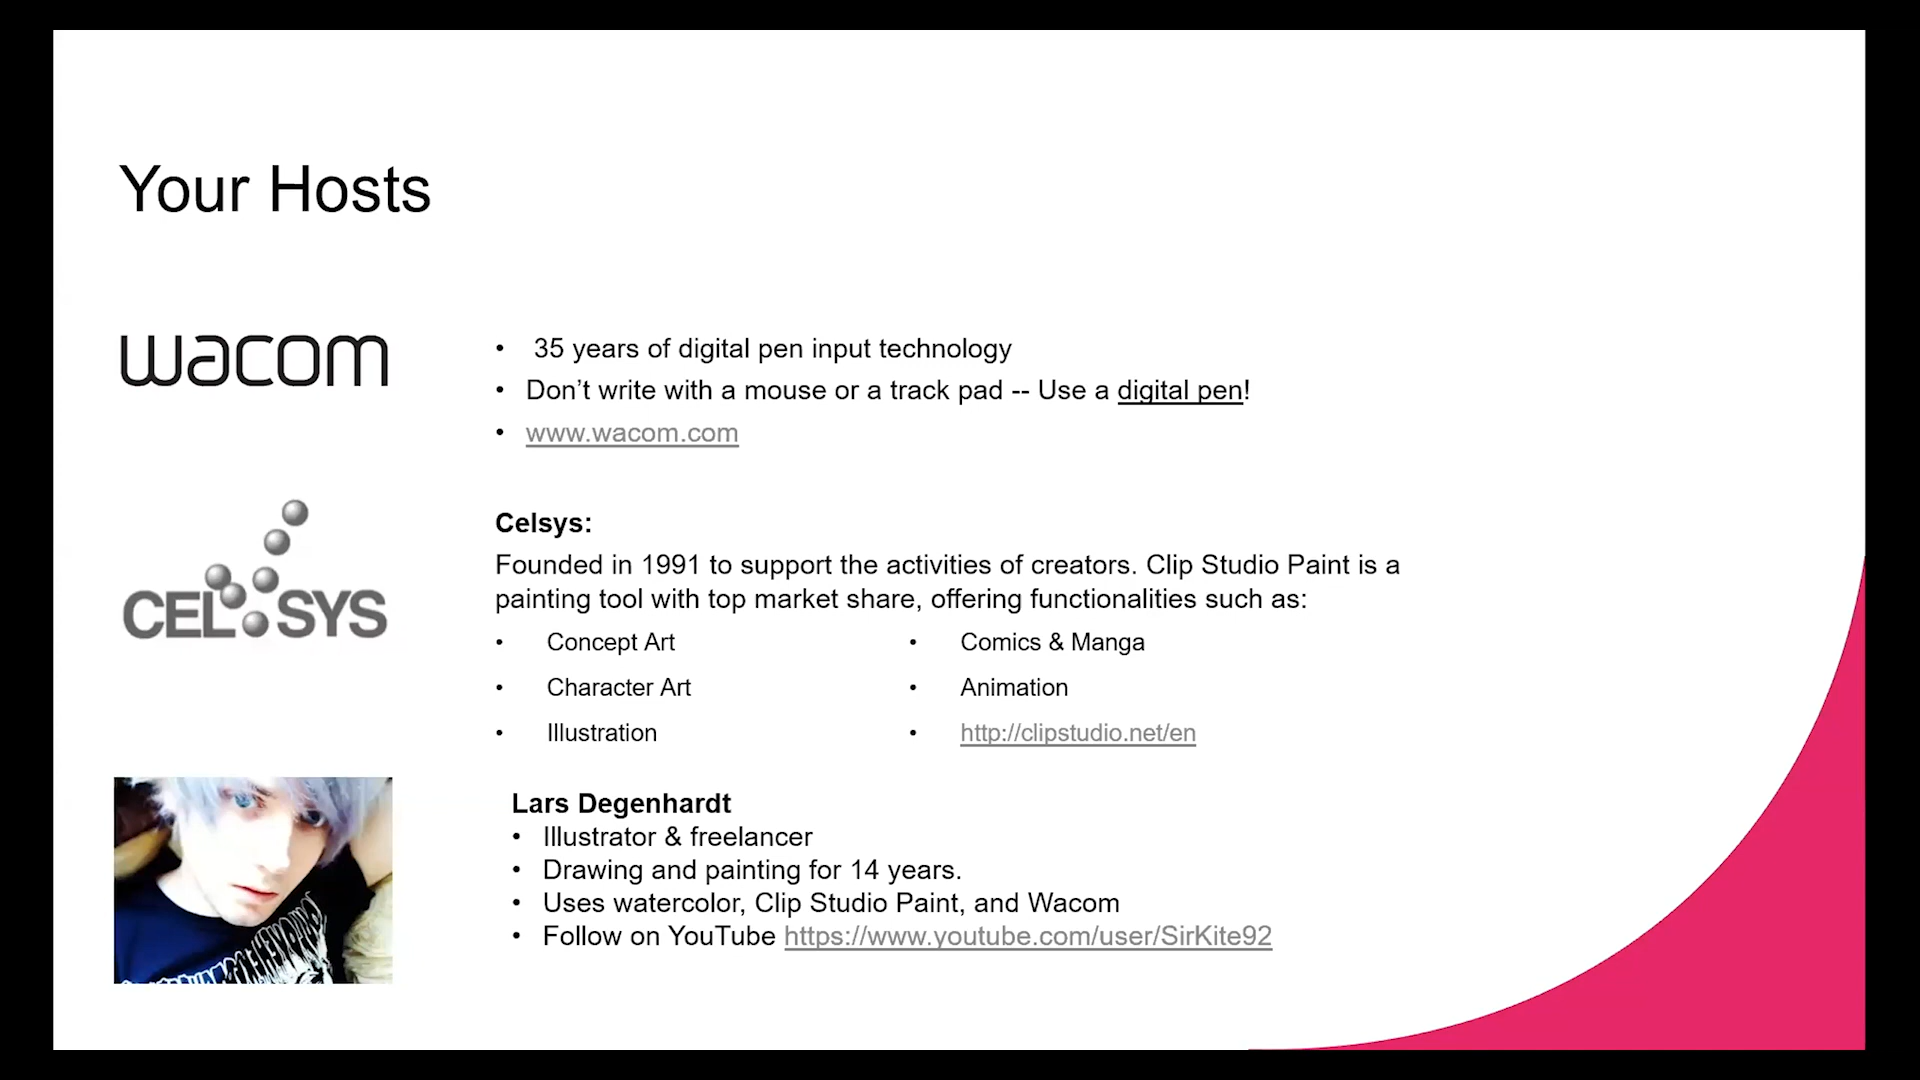 Your Hosts
wacom
• 35 years of digital pen input technology
• Don’t write with a mouse or a track pad -- Use a digital pen!
• www.wacom.com
CELSYS
Celsys:
Founded in 1991 to support the activities of creators. Clip Studio Paint is a
painting tool with top market share, offering functionalities such as:
• Concept Art
• Character Art
• Illustration
• Comics & Manga
• Animation
• http://clipstudio.net/en
Lars Degenhardt
• Illustrator & freelancer
• Drawing and painting for 14 years.
• Uses watercolor, Clip Studio Paint, and Wacom
• Follow on YouTube https://www.youtube.com/user/SirKite92